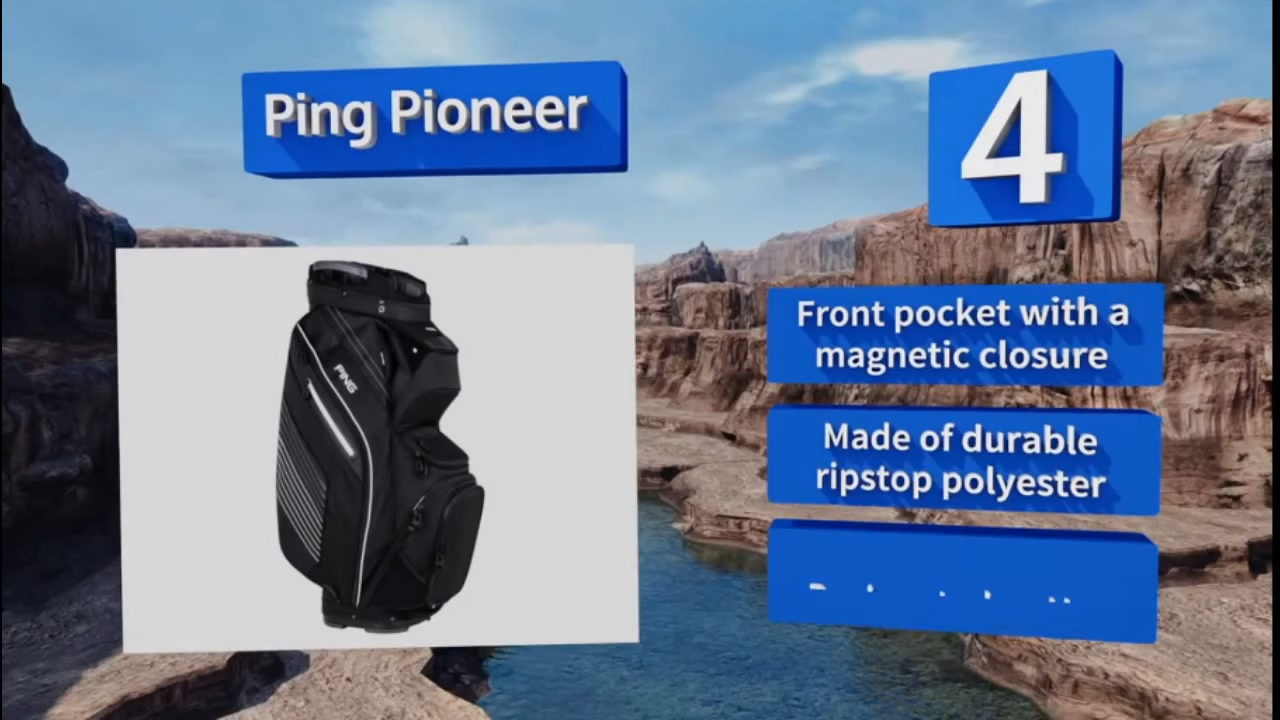 Ping Pioneer
4
PING
Front pocket with a
magnetic closure
Made of durable
ripstop polyester